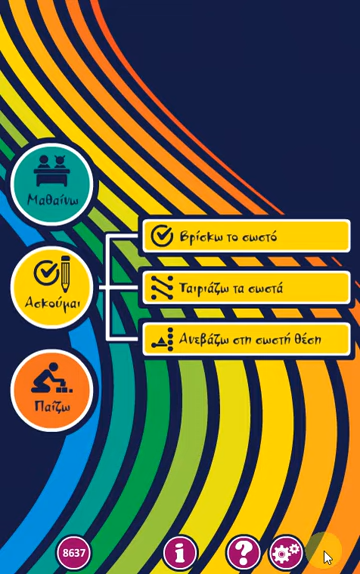 Μαθαίνω
Βρίσκω το σωστό
Ασκούμαι
Ταιριάζω τα σωστά
Ανεβάζω στη σωστή θέση
Παίζω
8637
i
?